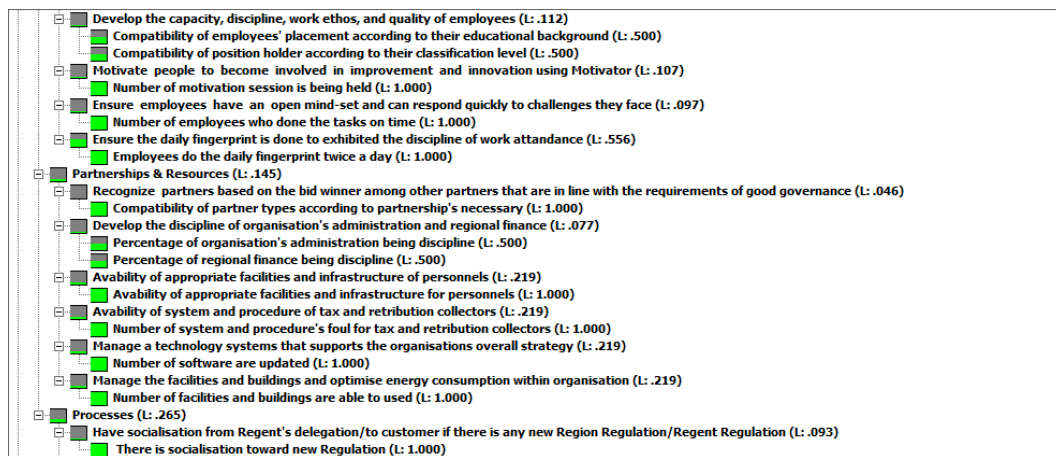 Develop the capacity, discipline, work ethos, and quality of employees (L: .112)
Compatibility of employees' placement according to their educational background (L: .500)
Compatibility of position holder according to their classification level (L: .500)
Motivate people to become involved in improvement and innovation using Motivator (L: .107)
Number of motivation session is being held (L: 1.000)
Ensure employees have an open mind-set and can respond quickly to challenges they face (L: .097)
Number of employees who done the tasks on time (L: 1.000)
Ensure the daily fingerprint is done to exhibited the discipline of work attandance (L: .556)
Employees do the daily fingerprint twice a day (L: 1.000)
Partnerships & Resources (L: .145)
Recognize partners based on the bid winner among other partners that are in line with the requirements of good governance (L: .046)
Compatibility of partner types according to partnership's necessary (L: 1.000)
Develop the discipline of organisation's administration and regional finance (L: .077)
Percentage of organisation's administration being discipline (L: .500)
Percentage of regional finance being discipline (L: .500)
Avability of appropriate facilities and infrastructure of personnels (L: .219)
Avability of appropriate facilities and infrastructure for personnels (L: 1.000)
Avability of system and procedure of tax and retribution collectors (L: .219)
Number of system and procedure's foul for tax and retribution collectors (L: 1.000)
Manage a technology systems that supports the organisations overall strategy (L: .219)
Number of software are updated (L: 1.000)
Manage the facilities and buildings and optimise energy consumption within organisation (L: .219)
Number of facilities and buildings are able to used (L: 1.000)
Processes (L: .265)
Have socialisation from Regent's delegation/to customer if there is any new Region Regulation/Regent Regulation (L: .093)
There is socialisation toward new Regulation (L: 1.000)